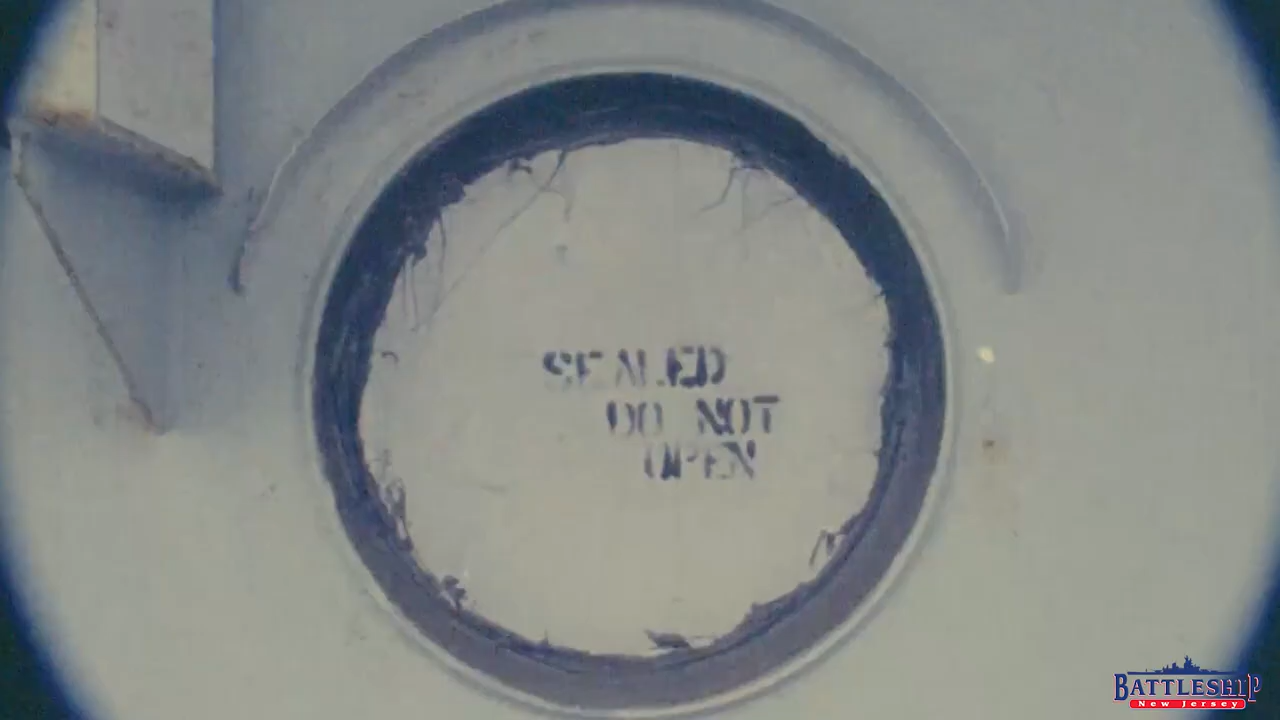 SEALED
DO NOT
OPEN
BATTLESHIP
New Jersey